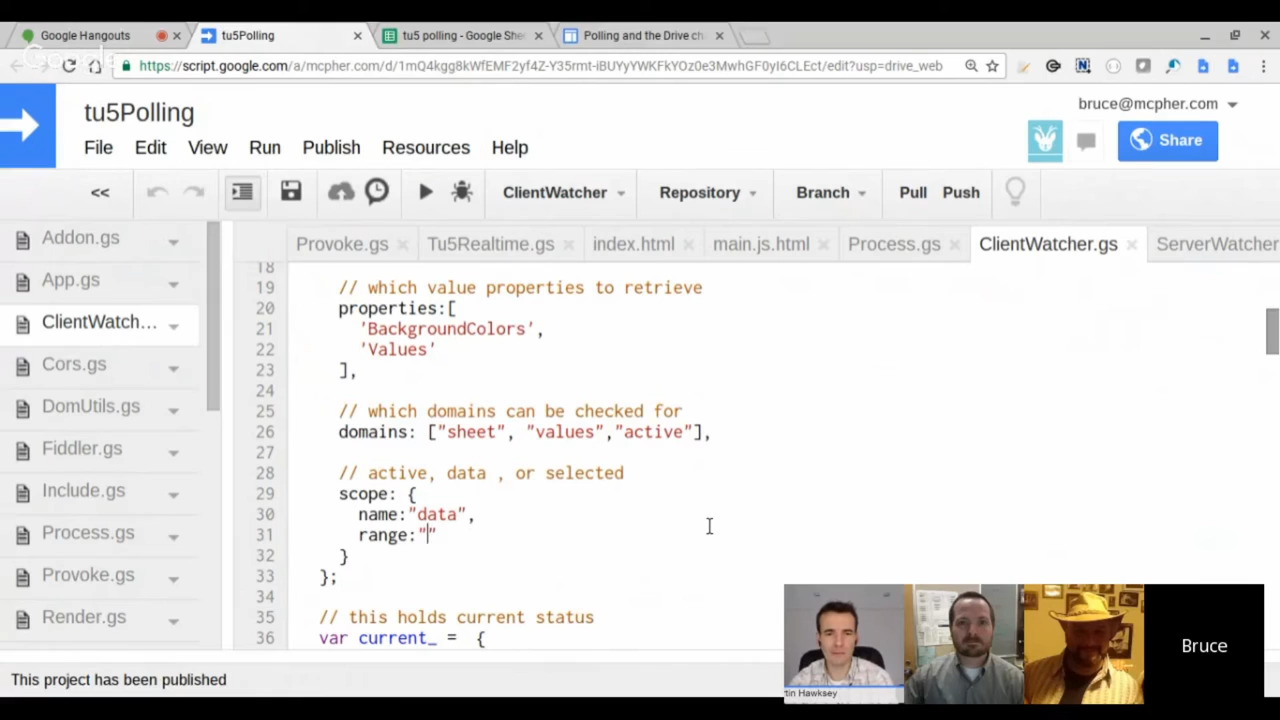 Google Hangouts
tu5Polling
tu5 polling - Google She
Polling and the Drive ch
https://script.google.com/a/mcpher.com/d/1mQ4kgg8kWfEMF2yf4Z-Y35rmt-iBUYyYWKFkYOz0e3MwhGF0yI6CLEct/edit?usp=drive_web
tu5Polling
bruce@mcpher.com
File Edit View Run Publish Resources Help
Share
<< ClientWatcher Repository Branch Pull Push
Provoke.gs Tu5Realtime.gs index.html main.js.html Process.gs ClientWatcher.gs ServerWatcher
Addon.gs
App.gs
ClientWatch...
Cors.gs
DomUtils.gs
Fiddler.gs
Include.gs
Process.gs
Provoke.gs
Render.gs
18
19 // which value properties to retrieve
20 properties:[
21 'BackgroundColors',
22 'Values'
23 ],
24
25 // which domains can be checked for
26 domains: ["sheet", "values","active"],
27
28 // active, data , or selected
29 scope: {
30 name:"data",
31 range:""
32 }
33 };
34
35 // this holds current status
36 var current_ = {
This project has been published
tin Hawksey
Bruce